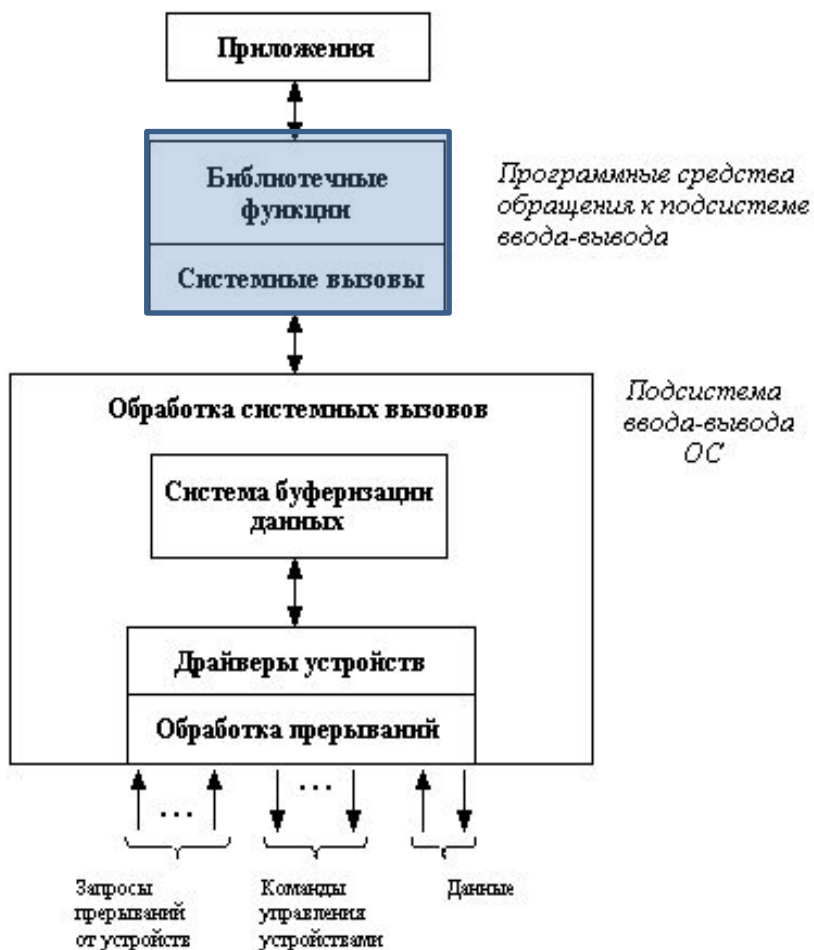 Приложения
Библиотечные
функции
Системные вызовы
Программные средства
обращения к подсистеме
ввода-вывода
Обработка системных вызовов
Подсистема
ввода-вывода
ОС
Система буферизации
данных
Драйверы устройств
Обработка прерываний
...
...
Запросы
прерываний
от устройств
Команды
управления
устройствами
Данные